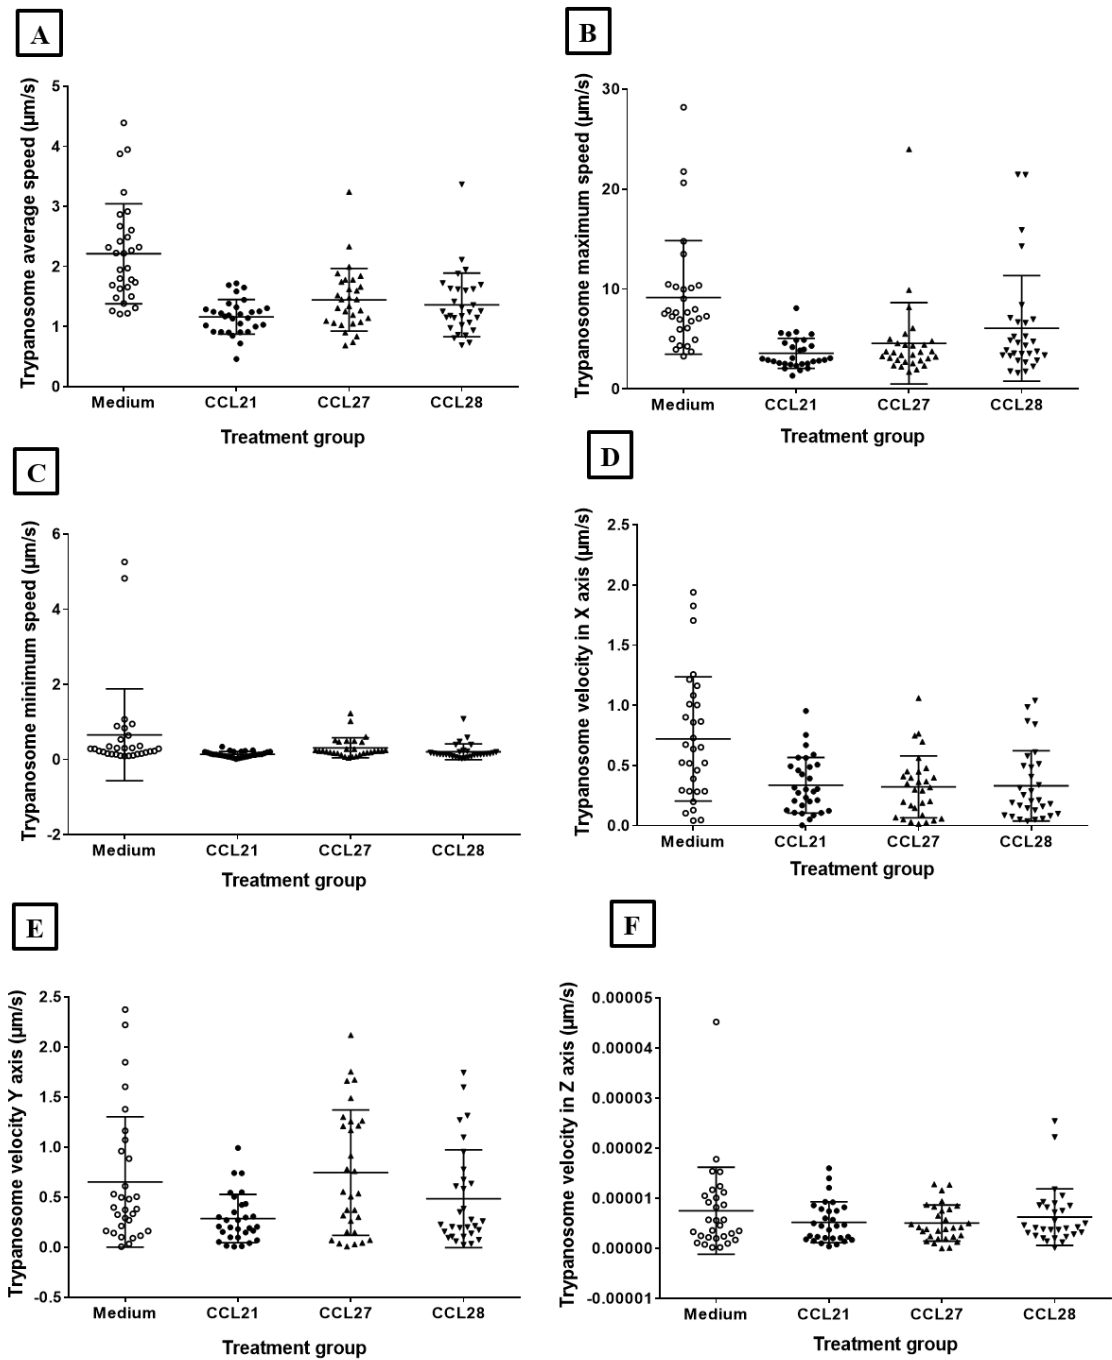 A
Trypanosome average speed (µm/s)
5
4
3
2
1
0
Medium CCL21 CCL27 CCL28
Treatment group
B
Trypanosome maximum speed (µm/s)
30
20
10
0
Medium CCL21 CCL27 CCL28
Treatment group
C
Trypanosome minimum speed (µm/s)
6
4
2
0
-2
Medium CCL21 CCL27 CCL28
Treatment group
D
Trypanosome velocity in X axis (µm/s)
2.5
2.0
1.5
1.0
0.5
0.0
Medium CCL21 CCL27 CCL28
Treatment group
E
Trypanosome velocity Y axis (µm/s)
2.5
2.0
1.5
1.0
0.5
0.0
-0.5
Medium CCL21 CCL27 CCL28
Treatment group
F
Trypanosome velocity in Z axis (µm/s)
0.00005
0.00004
0.00003
0.00002
0.00001
0.00000
-0.00001
Medium CCL21 CCL27 CCL28
Treatment group